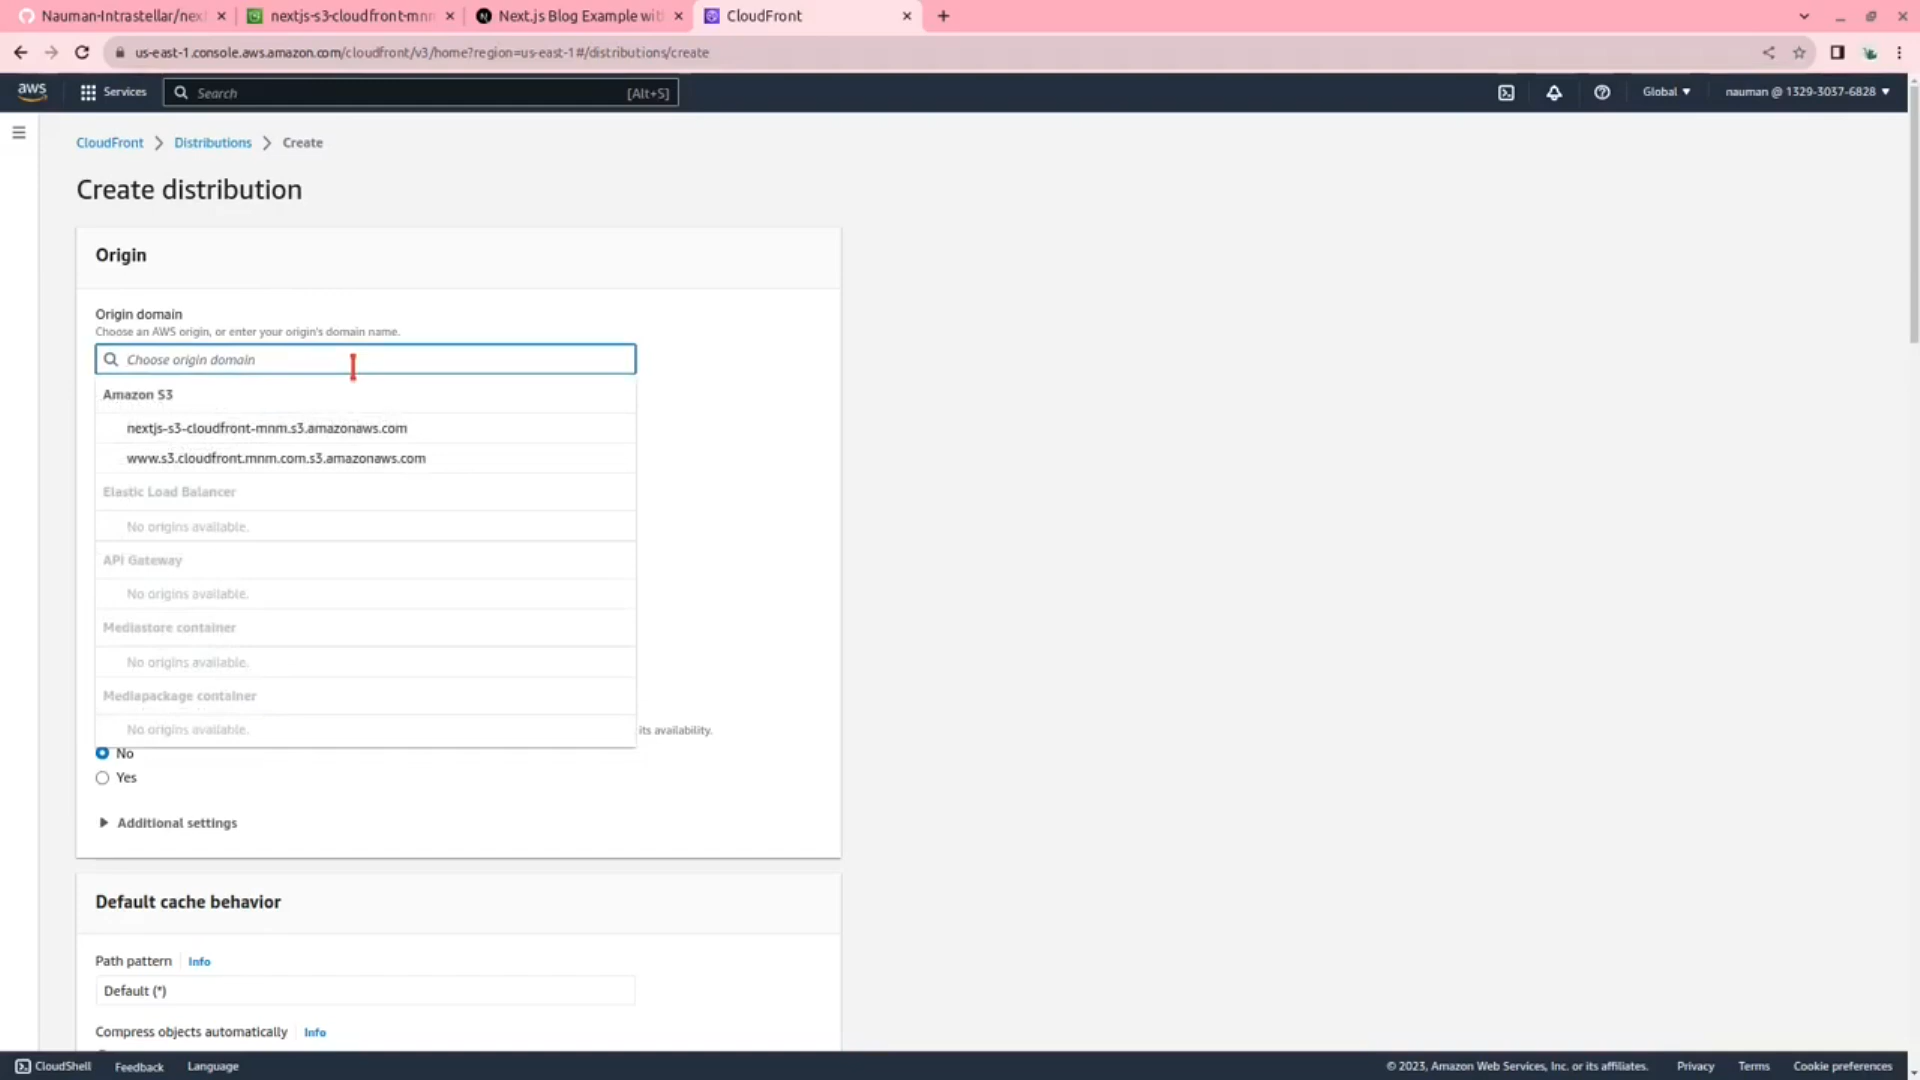 Nauman-Intrastellar/nex
nextjs-s3-cloudfront-mnm
Next.js Blog Example wit
CloudFront
us-east-1.console.aws.amazon.com/cloudfront/v3/home?region=us-east-1#/distributions/create
aws
Services
Search
[Alt+S]
Global
nauman @ 1329-3037-6828
CloudFront
Distributions
Create
Create distribution
Origin
Origin domain
Choose an AWS origin, or enter your origin's domain name.
Choose origin domain
Amazon S3
nextjs-s3-cloudfront-mnm.s3.amazonaws.com
www.s3.cloudfront.mnm.com.s3.amazonaws.com
Elastic Load Balancer
No origins available.
API Gateway
No origins available.
Mediastore container
No origins available.
Mediapackage container
No origins available.
its availability.
No
Yes
Additional settings
Default cache behavior
Path pattern
Info
Default (*)
Compress objects automatically
Info
CloudShell
Feedback
Language
© 2023, Amazon Web Services, Inc. or its affiliates.
Privacy
Terms
Cookie preferences